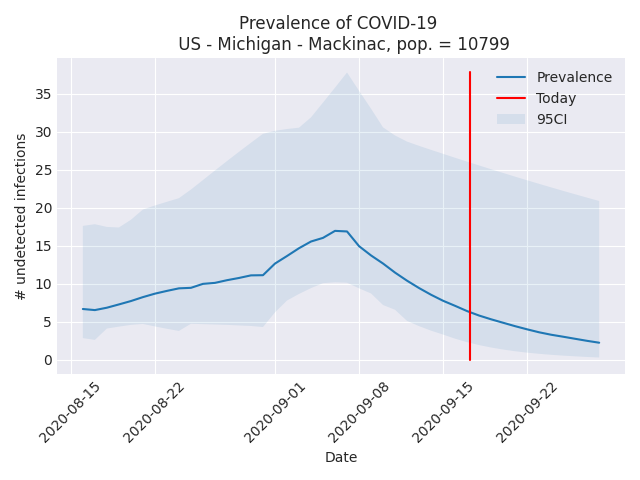 Prevalence of COVID-19
US - Michigan - Mackinac, pop. = 10799
Prevalence
Today
95CI
# undetected infections
35
30
25
20
15
10
5
0
2020-08-15
2020-08-22
2020-09-01
2020-09-08
2020-09-15
2020-09-22
Date